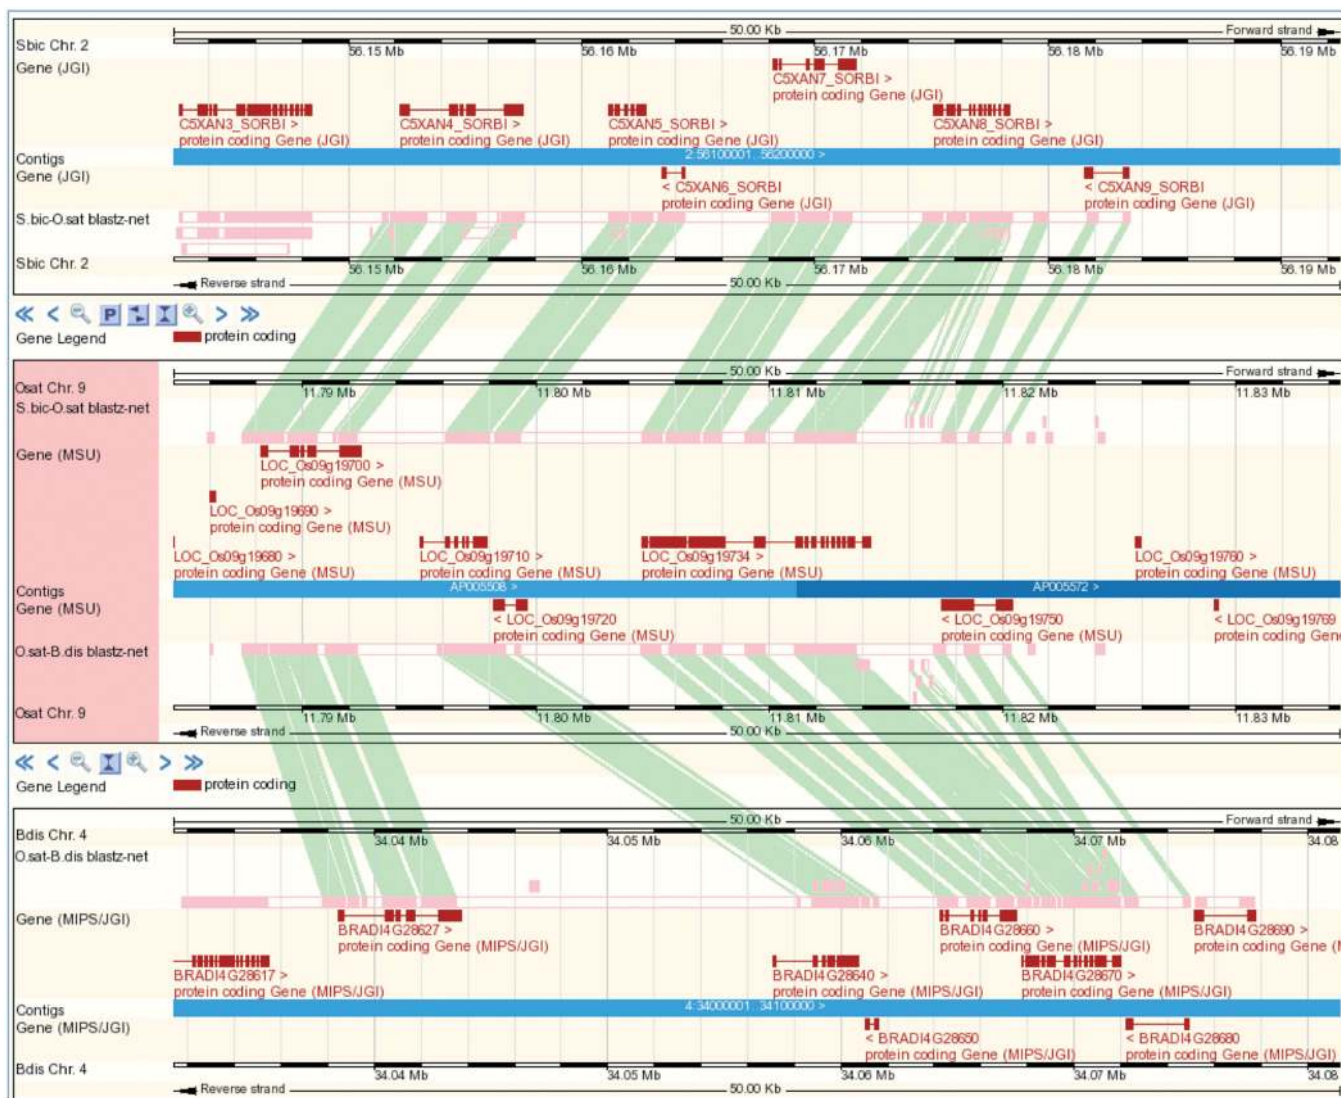 50.00 Kb
Forward strand
Sbic Chr. 2
56.15 Mb 56.16 Mb 56.17 Mb 56.18 Mb 56.19 Mb
Gene (JGI)
C5XAN7_SORBI >
protein coding Gene (JGI)
C5XAN3_SORBI > C5XAN4_SORBI > C5XAN5_SORBI > C5XAN8_SORBI >
protein coding Gene (JGI) protein coding Gene (JGI) protein coding Gene (JGI) protein coding Gene (JGI)
Contigs 2:56100001..56200000 >
Gene (JGI)
< C5XAN6_SORBI < C5XAN9_SORBI
protein coding Gene (JGI) protein coding Gene (JGI)
S.bic-O.sat blastz-net
Sbic Chr. 2
56.15 Mb 56.16 Mb 56.17 Mb 56.18 Mb 56.19 Mb
Reverse strand 50.00 Kb
P
Gene Legend protein coding
50.00 Kb
Forward strand
Osat Chr. 9
11.79 Mb 11.80 Mb 11.81 Mb 11.82 Mb 11.83 Mb
S.bic-O.sat blastz-net
Gene (MSU)
LOC_Os09g19700 >
protein coding Gene (MSU)
LOC_Os09g19690 >
protein coding Gene (MSU)
LOC_Os09g19680 > LOC_Os09g19710 > LOC_Os09g19734 > LOC_Os09g19760 >
protein coding Gene (MSU) protein coding Gene (MSU) protein coding Gene (MSU) protein coding Gene (MSU)
Contigs AP005508 > AP005572 >
Gene (MSU)
< LOC_Os09g19720 < LOC_Os09g19750 < LOC_Os09g19769
protein coding Gene (MSU) protein coding Gene (MSU) protein coding Gene
O.sat-B.dis blastz-net
Osat Chr. 9
11.79 Mb 11.80 Mb 11.81 Mb 11.82 Mb 11.83 Mb
Reverse strand 50.00 Kb
Gene Legend protein coding
50.00 Kb
Forward strand
Bdis Chr. 4
34.04 Mb 34.05 Mb 34.06 Mb 34.07 Mb 34.08
O.sat-B.dis blastz-net
Gene (MIPS/JGI)
BRADI4G28627 > BRADI4G28660 > BRADI4G28690 >
protein coding Gene (MIPS/JGI) protein coding Gene (MIPS/JGI) protein coding Gene (M
BRADI4G28617 > BRADI4G28640 > BRADI4G28670 >
protein coding Gene (MIPS/JGI) protein coding Gene (MIPS/JGI) protein coding Gene (MIPS/JGI)
Contigs 4:34000001..34100000 >
Gene (MIPS/JGI)
< BRADI4G28650 < BRADI4G28680
protein coding Gene (MIPS/JGI) protein coding Gene (MIPS/JGI)
Bdis Chr. 4
34.04 Mb 34.05 Mb 34.06 Mb 34.07 Mb 34.08
Reverse strand 50.00 Kb